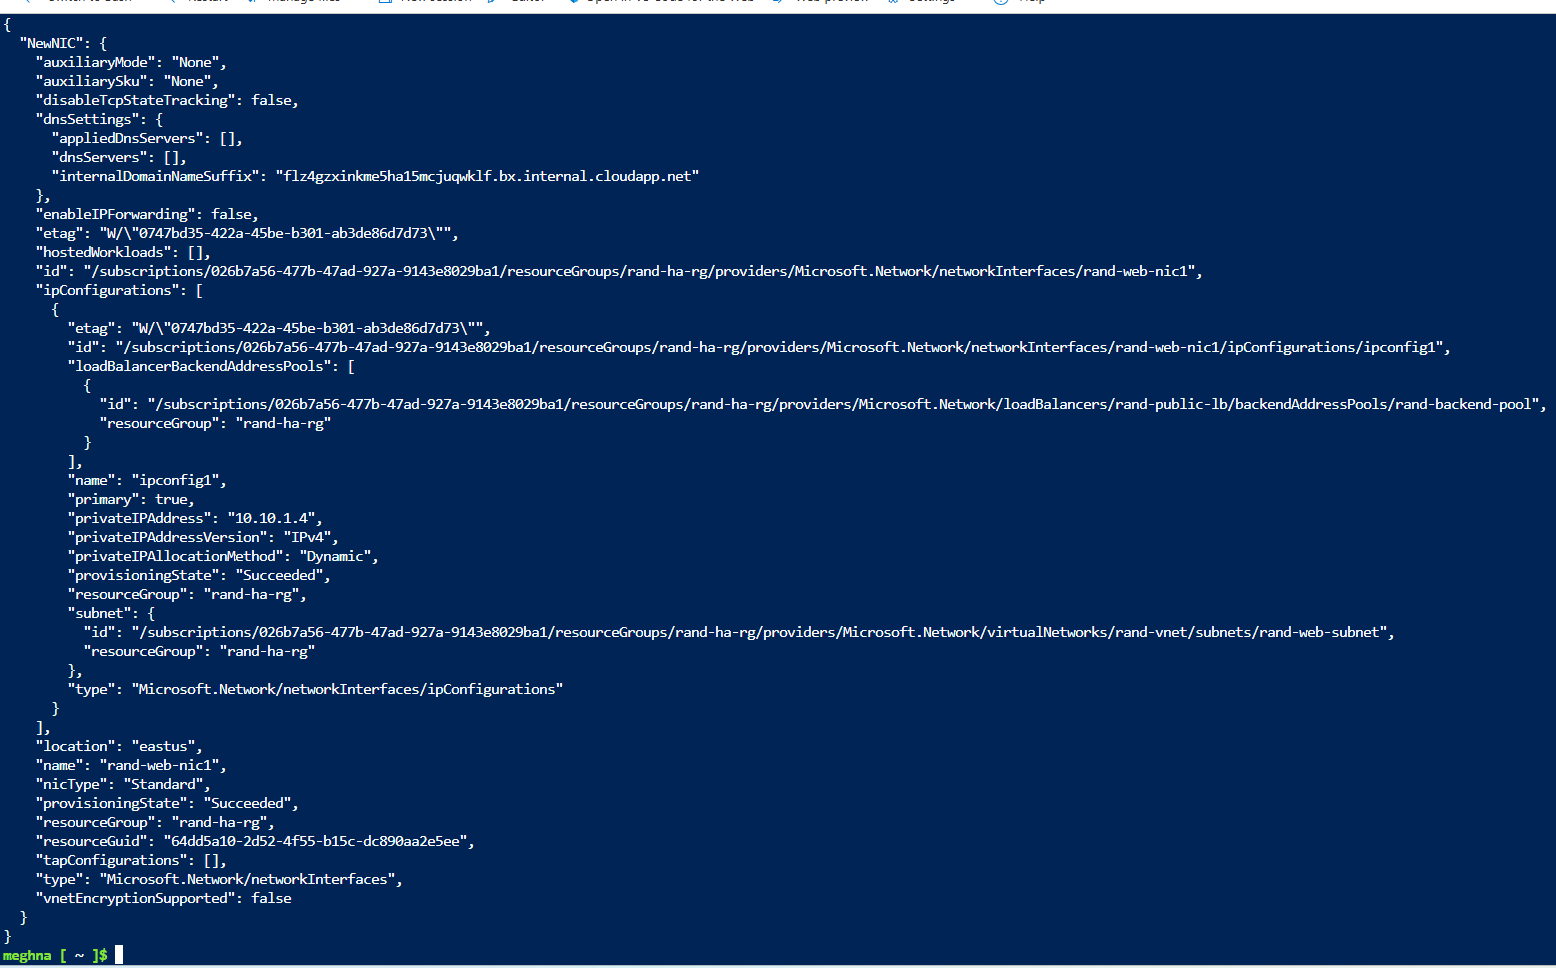 {
  "NewNIC": {
    "auxiliaryMode": "None",
    "auxiliarySku": "None",
    "disableTcpStateTracking": false,
    "dnsSettings": {
      "appliedDnsServers": [],
      "dnsServers": [],
      "internalDomainNameSuffix": "flz4gzxinkme5ha15mcjuqwklf.bx.internal.cloudapp.net"
    },
    "enableIPForwarding": false,
    "etag": "W/\"0747bd35-422a-45be-b301-ab3de86d7d73\"",
    "hostedWorkloads": [],
    "id": "/subscriptions/026b7a56-477b-47ad-927a-9143e8029ba1/resourceGroups/rand-ha-rg/providers/Microsoft.Network/networkInterfaces/rand-web-nic1",
    "ipConfigurations": [
      {
        "etag": "W/\"0747bd35-422a-45be-b301-ab3de86d7d73\"",
        "id": "/subscriptions/026b7a56-477b-47ad-927a-9143e8029ba1/resourceGroups/rand-ha-rg/providers/Microsoft.Network/networkInterfaces/rand-web-nic1/ipConfigurations/ipconfig1",
        "loadBalancerBackendAddressPools": [
          {
            "id": "/subscriptions/026b7a56-477b-47ad-927a-9143e8029ba1/resourceGroups/rand-ha-rg/providers/Microsoft.Network/loadBalancers/rand-public-lb/backendAddressPools/rand-backend-pool",
            "resourceGroup": "rand-ha-rg"
          }
        ],
        "name": "ipconfig1",
        "primary": true,
        "privateIPAddress": "10.10.1.4",
        "privateIPAddressVersion": "IPv4",
        "privateIPAllocationMethod": "Dynamic",
        "provisioningState": "Succeeded",
        "resourceGroup": "rand-ha-rg",
        "subnet": {
          "id": "/subscriptions/026b7a56-477b-47ad-927a-9143e8029ba1/resourceGroups/rand-ha-rg/providers/Microsoft.Network/virtualNetworks/rand-vnet/subnets/rand-web-subnet",
          "resourceGroup": "rand-ha-rg"
        },
        "type": "Microsoft.Network/networkInterfaces/ipConfigurations"
      }
    ],
    "location": "eastus",
    "name": "rand-web-nic1",
    "nicType": "Standard",
    "provisioningState": "Succeeded",
    "resourceGroup": "rand-ha-rg",
    "resourceGuid": "64dd5a10-2d52-4f55-b15c-dc890aa2e5ee",
    "tapConfigurations": [],
    "type": "Microsoft.Network/networkInterfaces",
    "vnetEncryptionSupported": false
  }
}
meghna [ ~ ]$